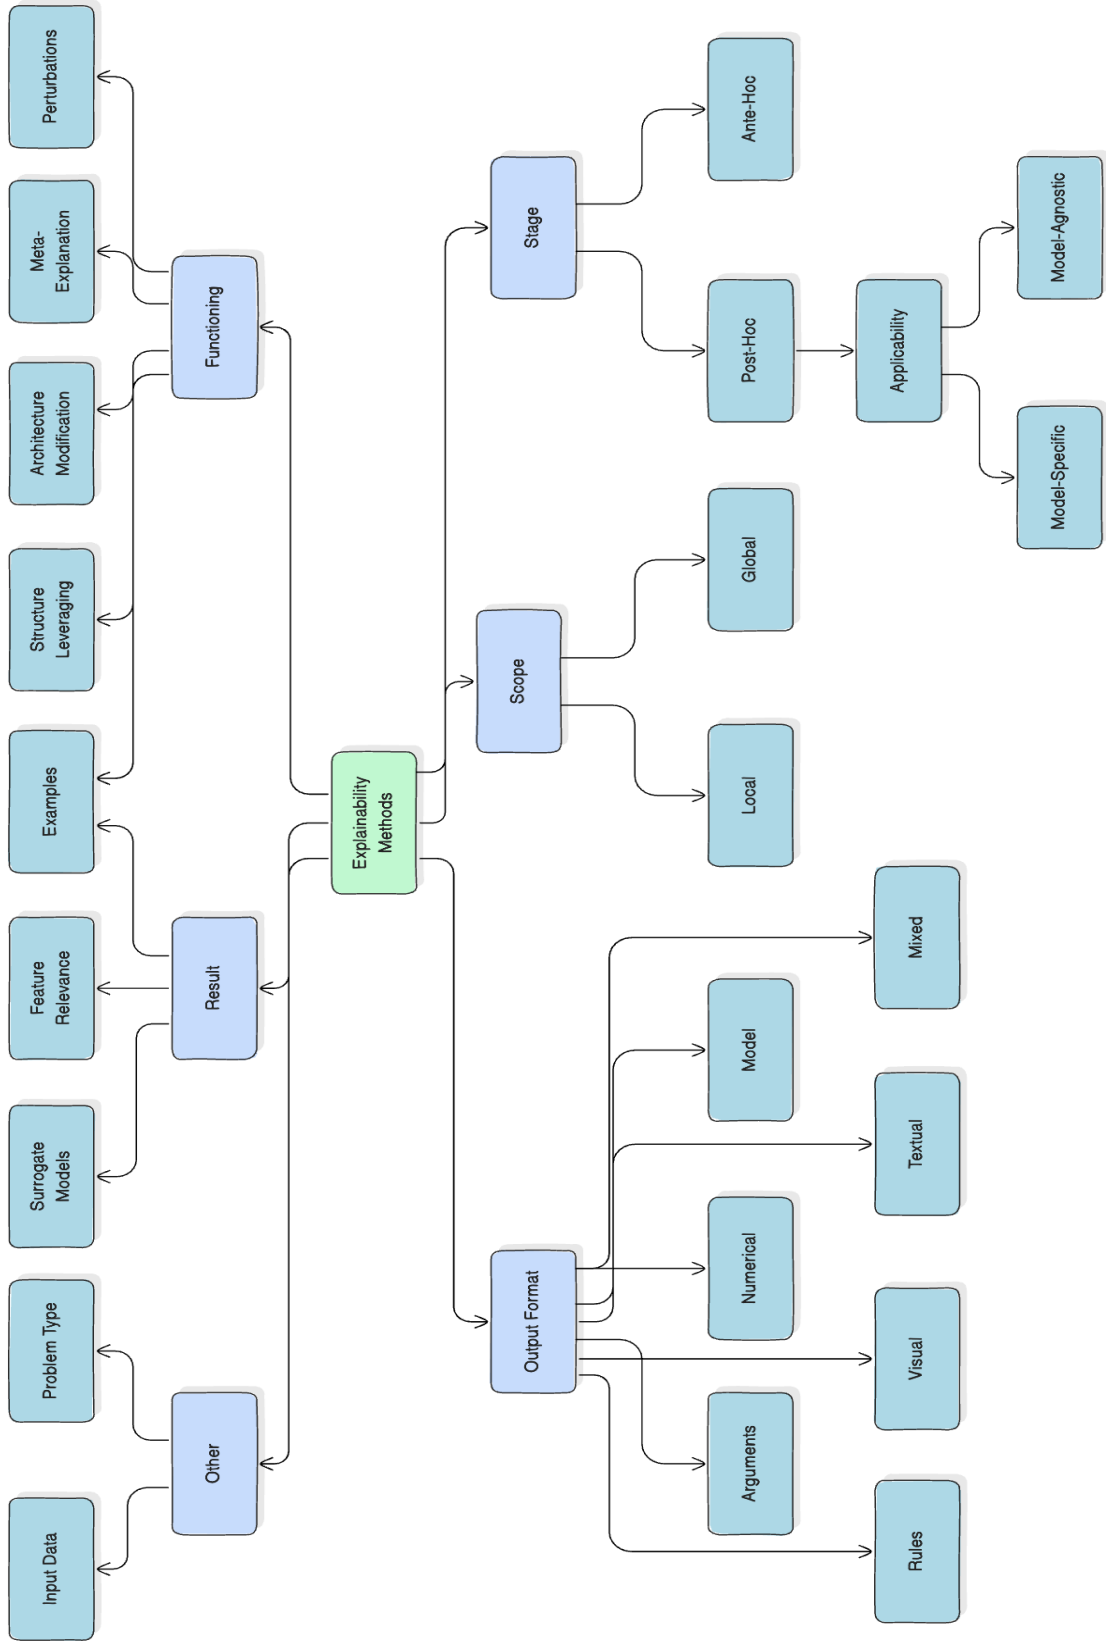 Input Data
Problem Type
Surrogate
Models
Feature
Relevance
Examples
Structure
Leveraging
Architecture
Modification
Meta-
Explanation
Perturbations
Other
Result
Functioning
Explainability
Methods
Output Format
Scope
Stage
Arguments
Numerical
Model
Local
Global
Post-Hoc
Ante-Hoc
Rules
Visual
Textual
Mixed
Applicability
Model-Specific
Model-Agnostic